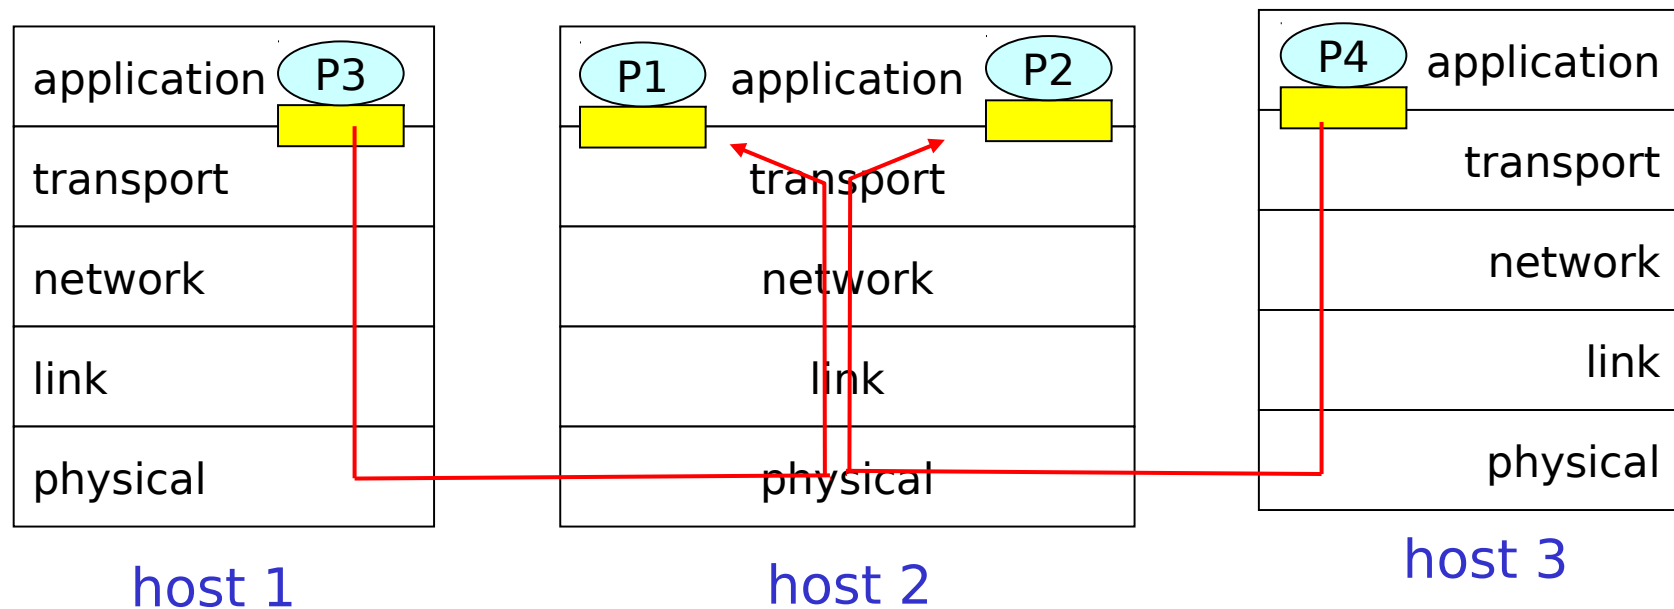 application P3
transport
network
link
physical
host 1
P1 application P2
transport
network
link
physical
host 2
P4 application
transport
network
link
physical
host 3